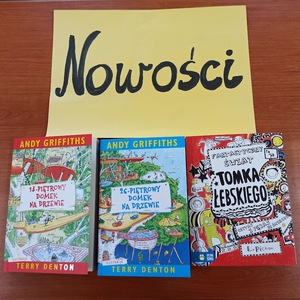 Nowości
ANDY GRIFFITHS
13-PIĘTROWY
DOMEK
NA DRZEWIE
TERRY DENTON
ANDY GRIFFITHS
26-PIĘTROWY
DOMEK
NA DRZEWIE
TERRY DENTON
FANTASTYCZNY
ŚWIAT
TOMKA
ŁEBSKIEGO
L. Pichon